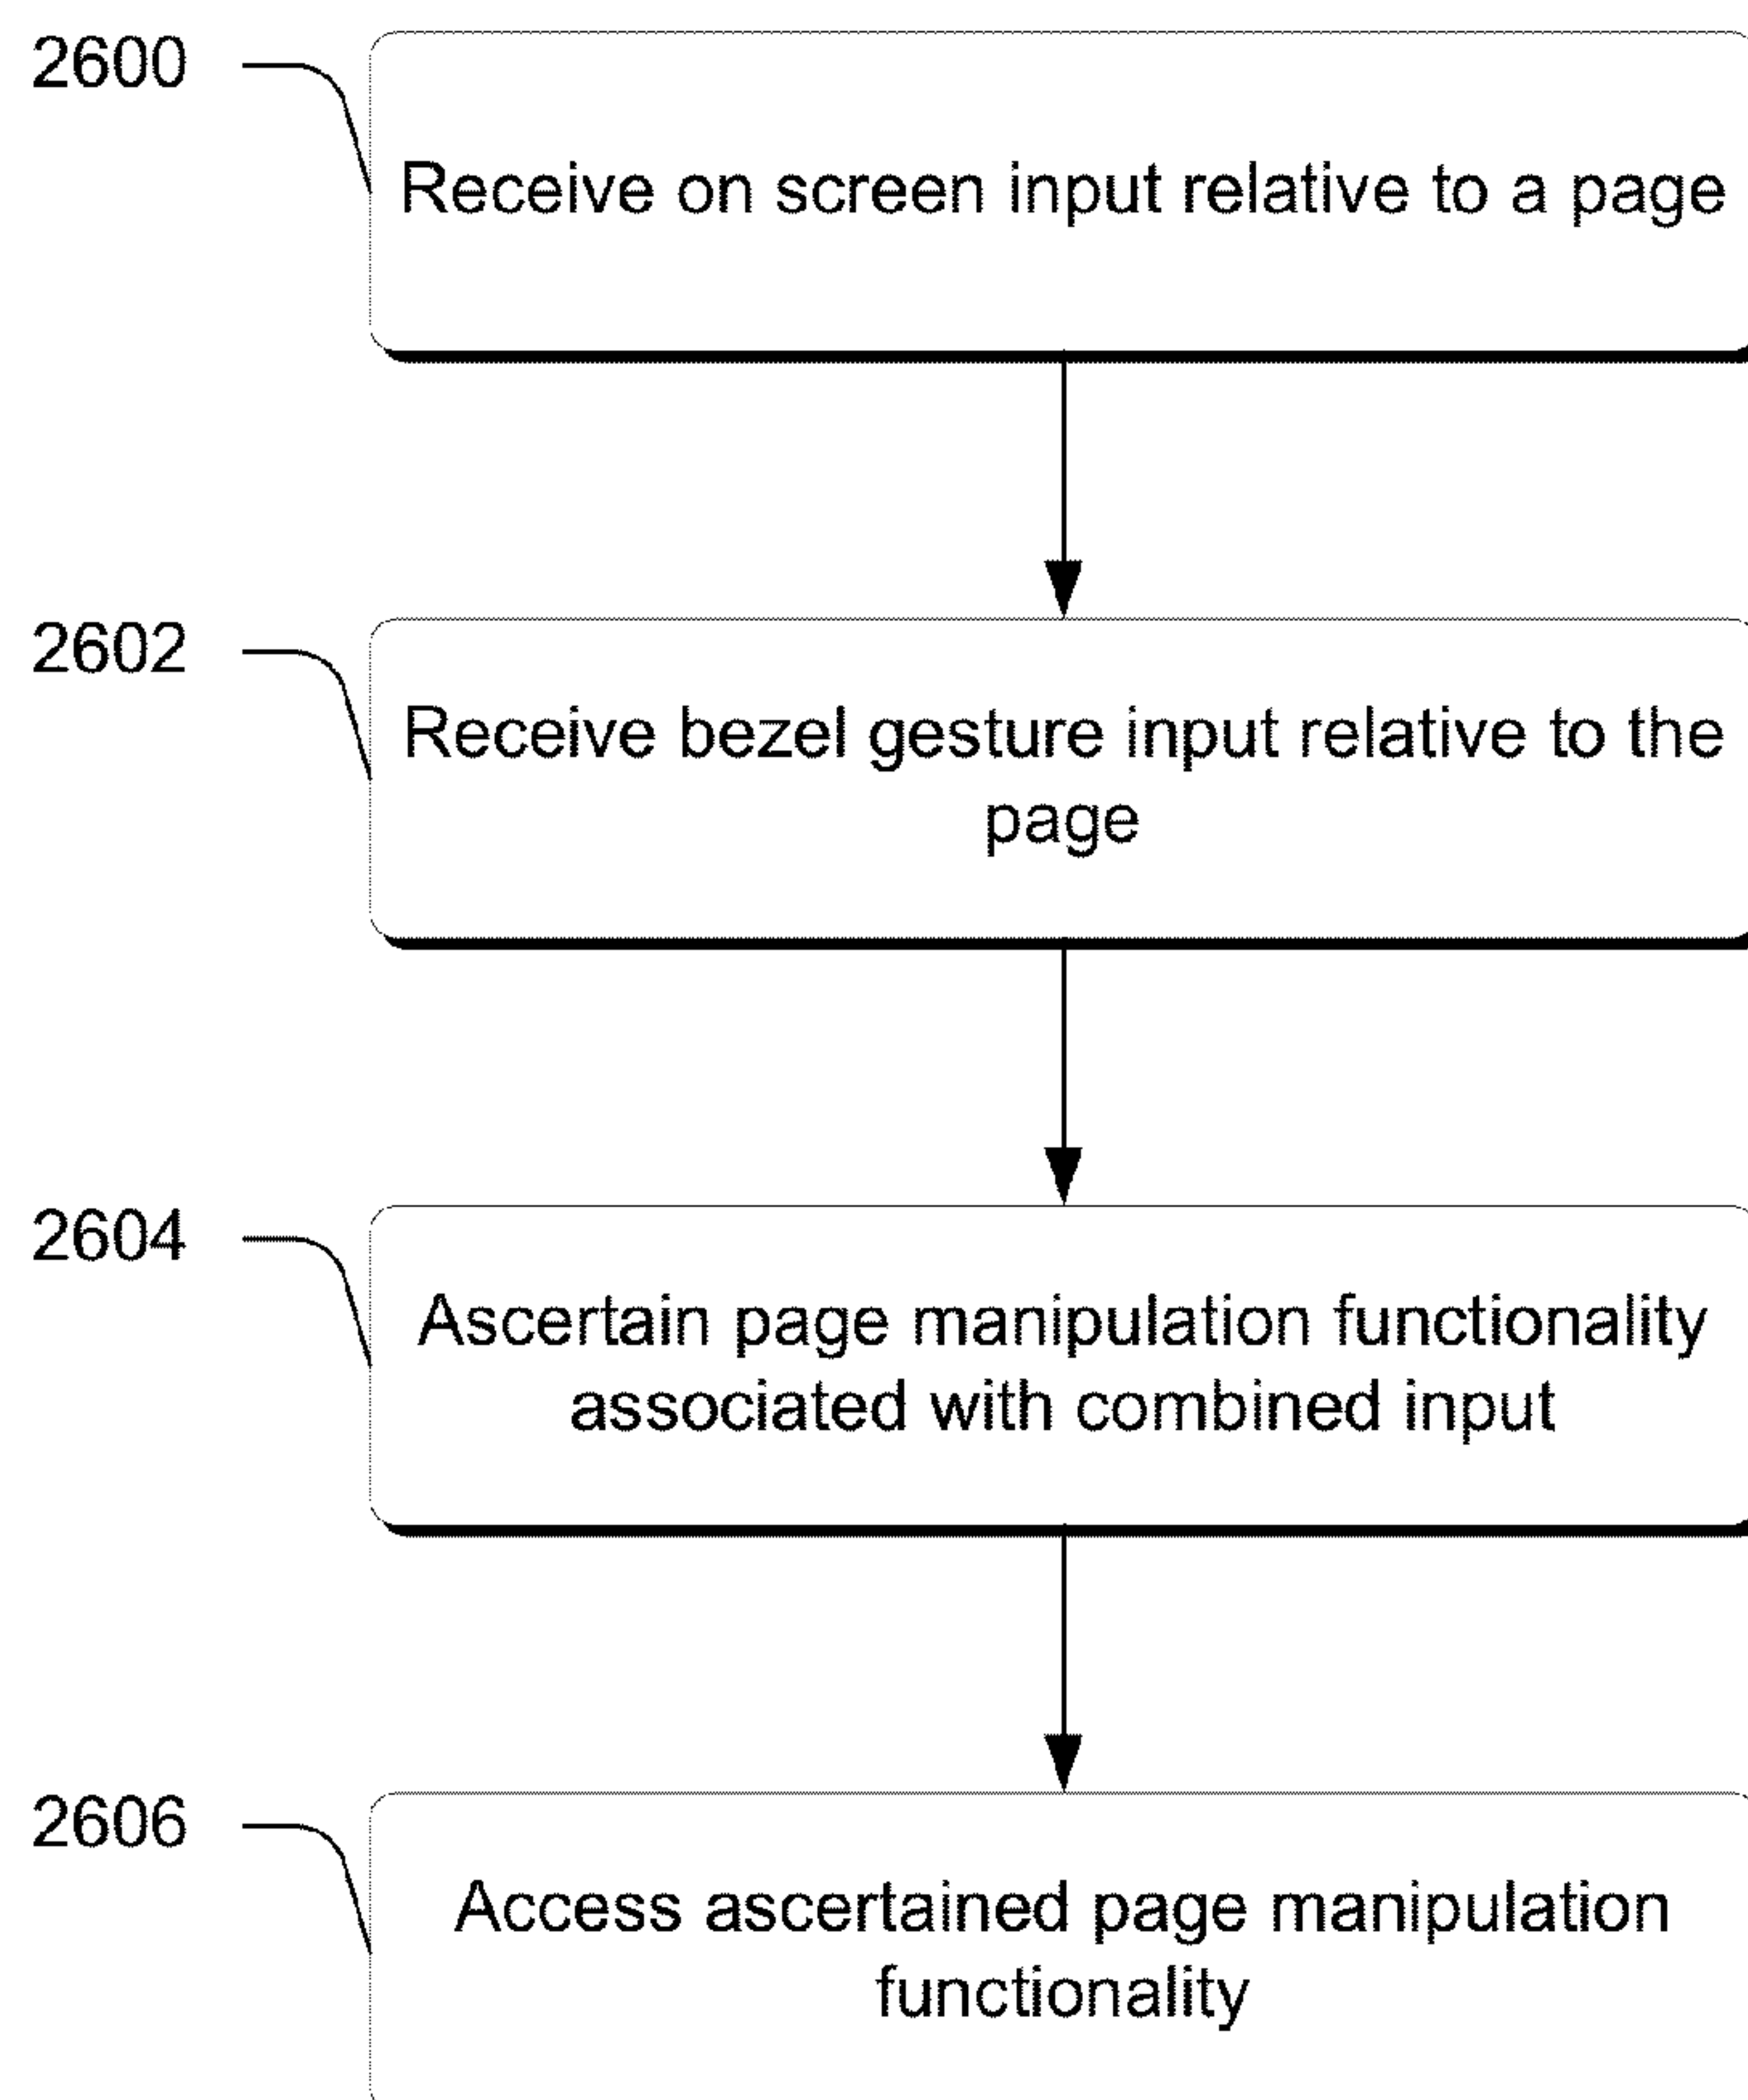 2600
Receive on screen input relative to a page
2602
Receive bezel gesture input relative to the
page
2604
Ascertain page manipulation functionality
associated with combined input
2606
Access ascertained page manipulation
functionality